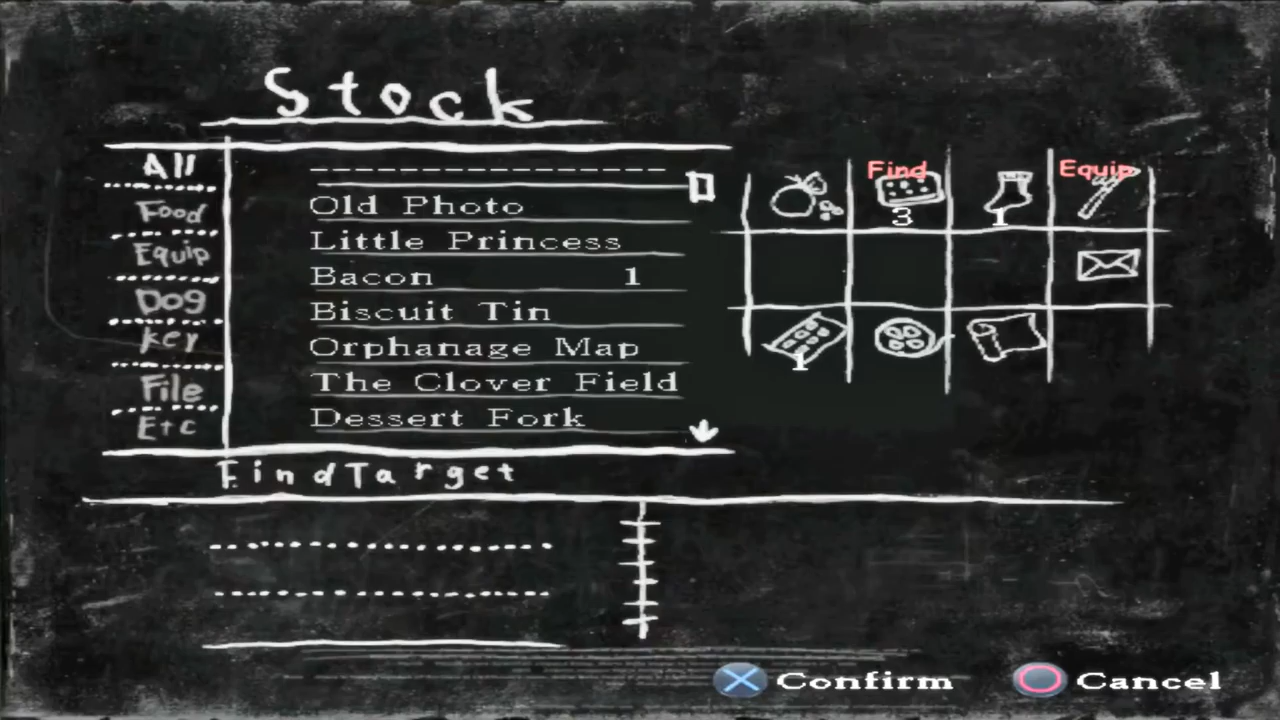 Stock
All
Food
Equip
Dog
Key
File
Etc
Old Photo
Little Princess
Bacon 1
Biscuit Tin
Orphanage Map
The Clover Field
Dessert Fork
Find
3
1
Equip
1
FindTarget
Confirm
Cancel